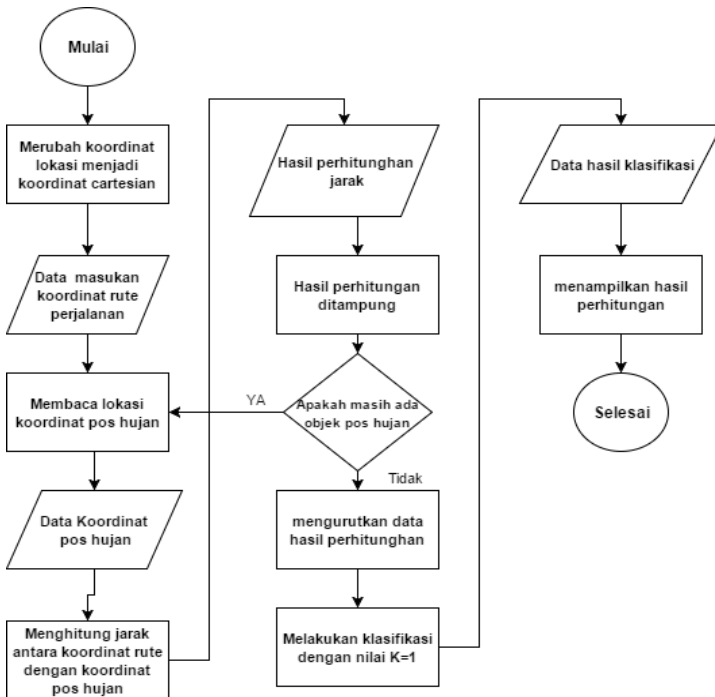 Mulai
Merubah koordinat
lokasi menjadi
koordinat cartesian
Data masukan
koordinat rute
perjalanan
Membaca lokasi
koordinat pos hujan
Data Koordinat
pos hujan
Menghitung jarak
antara koordinat rute
dengan koordinat
pos hujan
Hasil perhitunghan
jarak
Hasil perhitungan
ditampung
Apakah masih ada
objek pos hujan
YA
Tidak
mengurutkan data
hasil perhitunghan
Melakukan klasifikasi
dengan nilai K=1
Data hasil klasifikasi
menampilkan hasil
perhitungan
Selesai